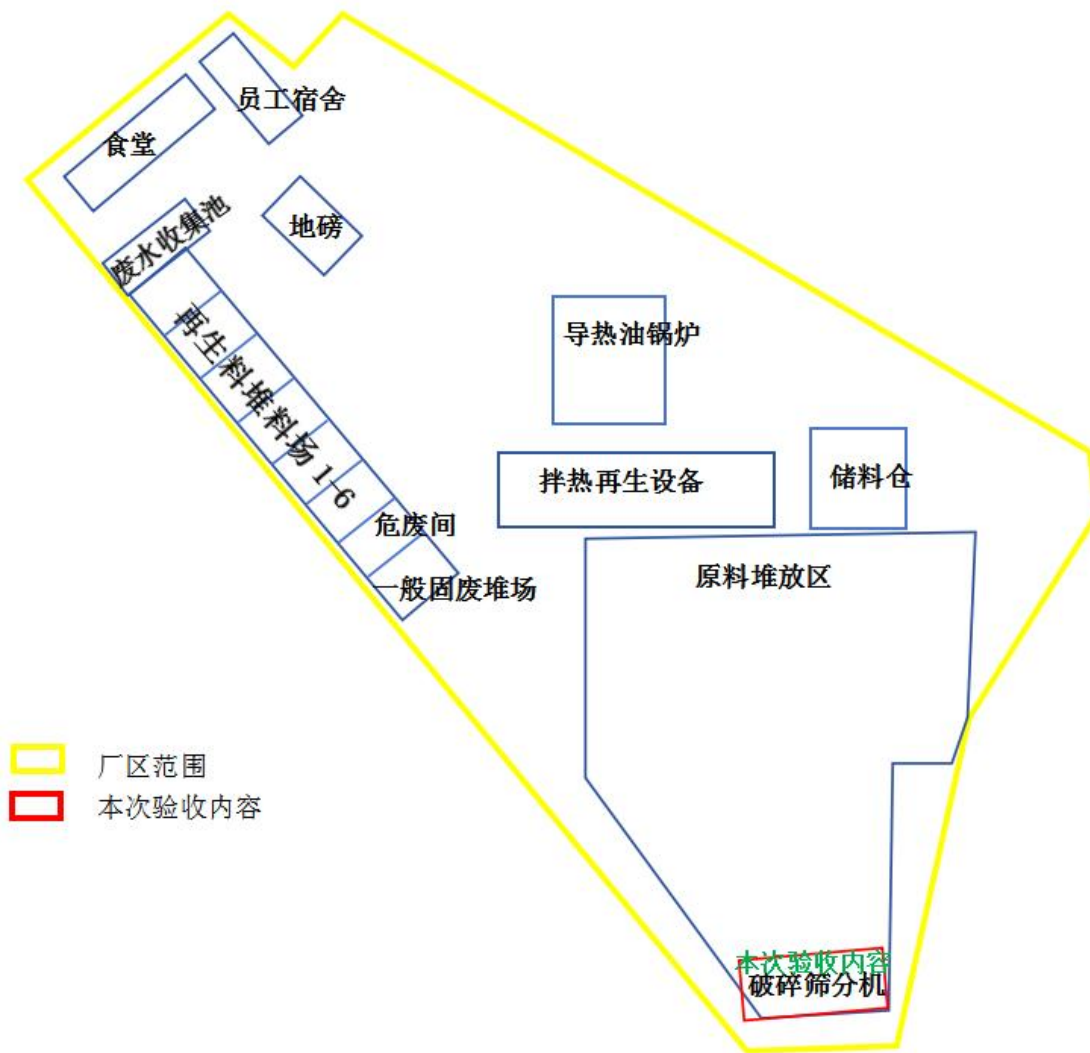 员工宿舍
食堂
废水收集池
地磅
再生料堆料场1-6
导热油锅炉
拌热再生设备
储料仓
危废间
一般固废堆场
原料堆放区
厂区范围
本次验收内容
本次验收内容
破碎筛分机